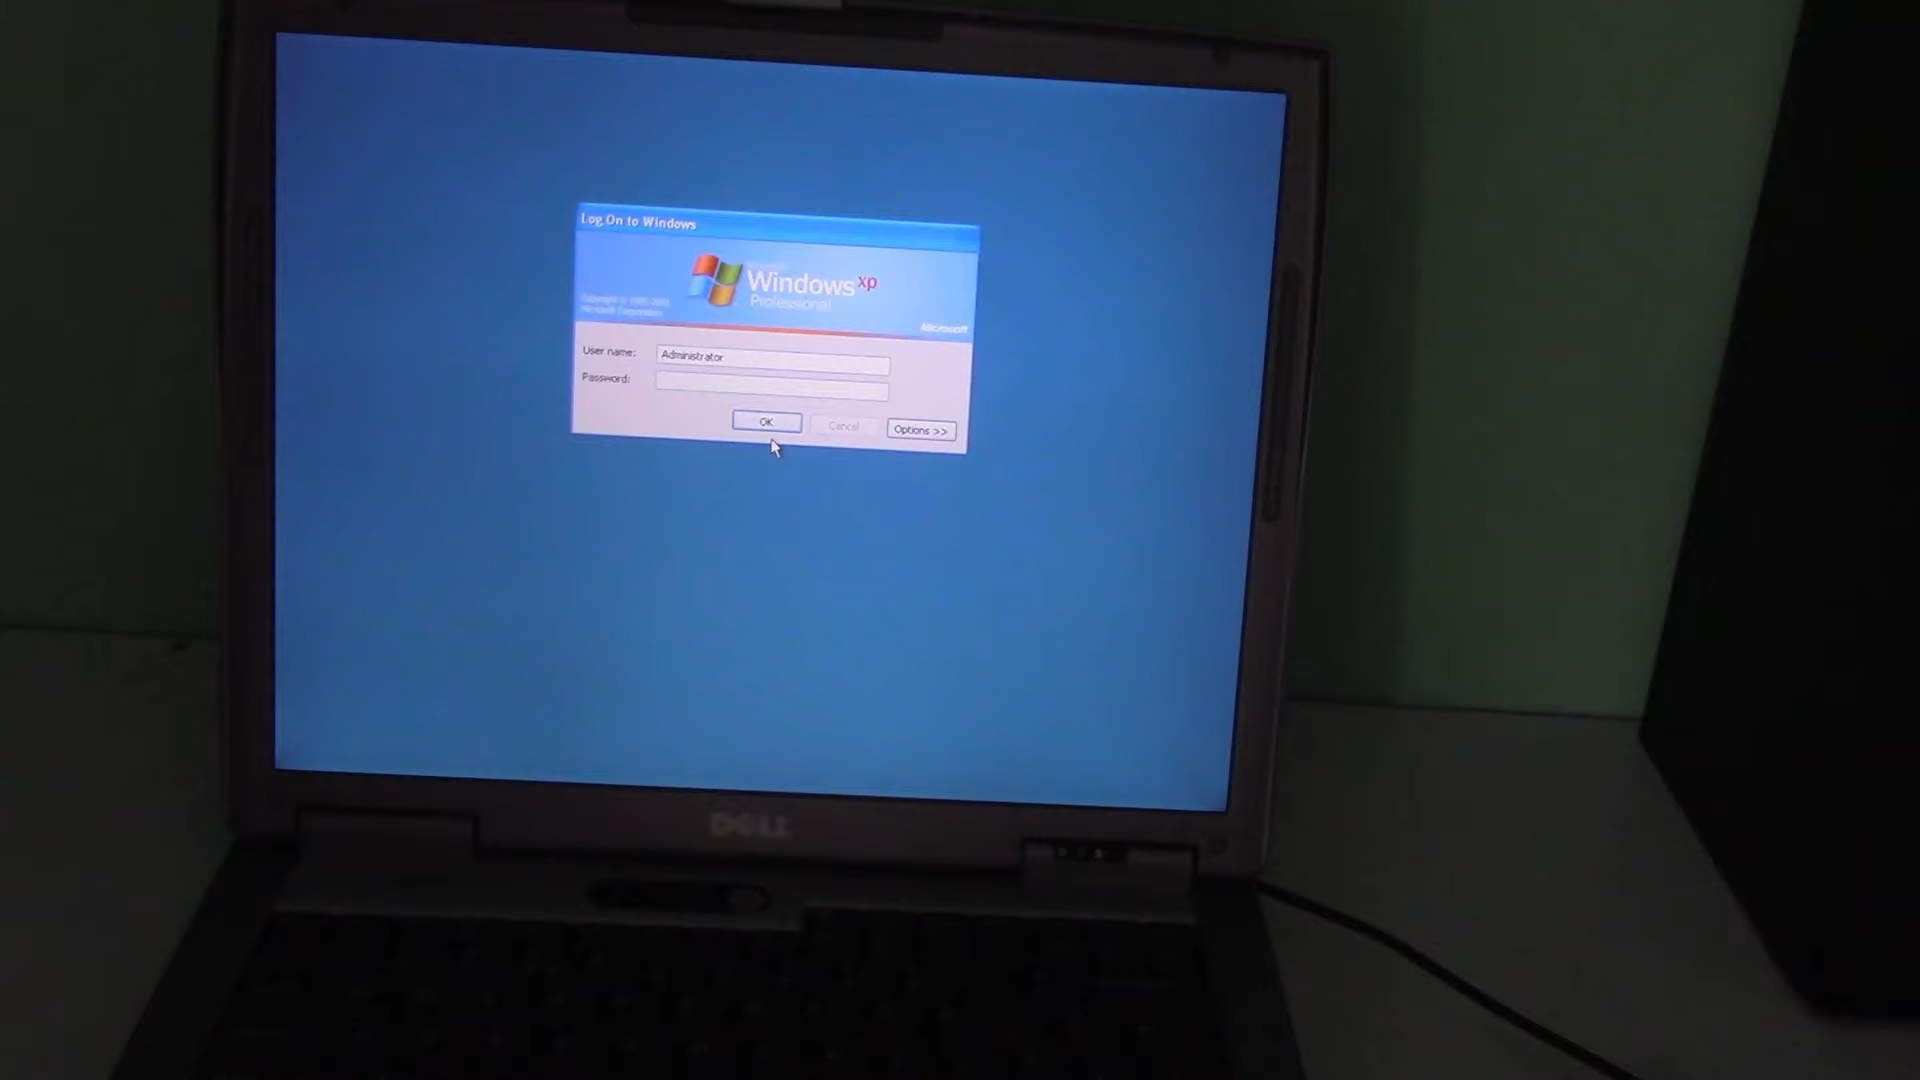 Log On to Windows
Windows xp
Professional
Copyright © 1985-2001
Microsoft Corporation
Microsoft
User name: Administrator
Password:
OK Cancel Options >>
DELL